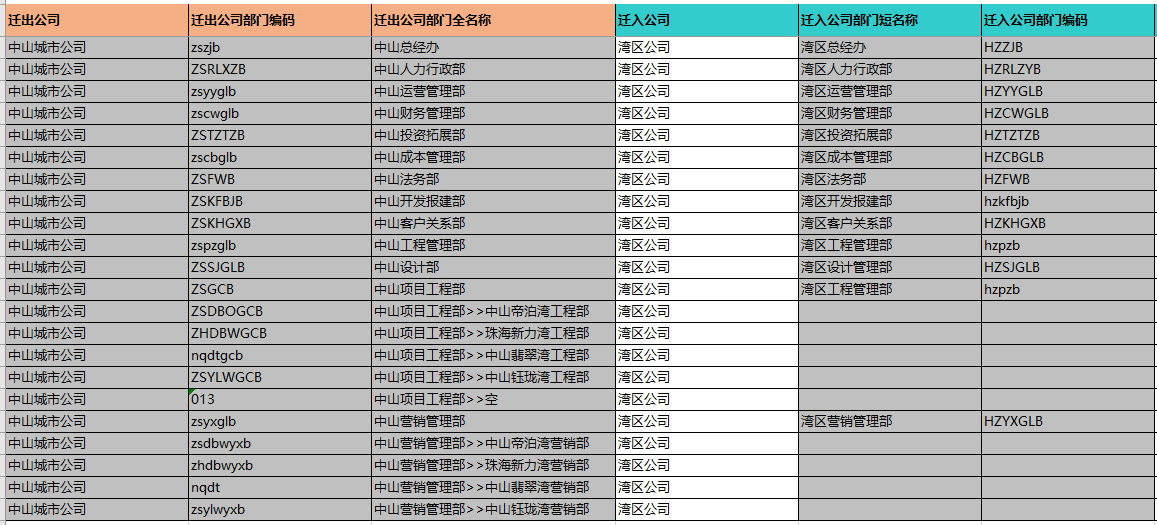 迁出公司 迁出公司部门编码 迁出公司部门全名称 迁入公司 迁入公司部门短名称 迁入公司部门编码
中山城市公司 zszjb 中山总经办 湾区公司 湾区总经办 HZZJB
中山城市公司 ZSRLXZB 中山人力行政部 湾区公司 湾区人力行政部 HZRLZYB
中山城市公司 zsyyglb 中山运营管理部 湾区公司 湾区运营管理部 HZYYGLB
中山城市公司 zscwglb 中山财务管理部 湾区公司 湾区财务管理部 HZCWGLB
中山城市公司 ZSTZTZB 中山投资拓展部 湾区公司 湾区投资拓展部 HZTZTZB
中山城市公司 zscbglb 中山成本管理部 湾区公司 湾区成本管理部 HZCBGLB
中山城市公司 ZSFWB 中山法务部 湾区公司 湾区法务部 HZFWB
中山城市公司 ZSKFBJB 中山开发报建部 湾区公司 湾区开发报建部 hzkfbjb
中山城市公司 ZSKHGXB 中山客户关系部 湾区公司 湾区客户关系部 HZKHGXB
中山城市公司 zspzglb 中山工程管理部 湾区公司 湾区工程管理部 hzpzb
中山城市公司 ZSSJGLB 中山设计部 湾区公司 湾区设计管理部 HZSJGLB
中山城市公司 ZSGCB 中山项目工程部 湾区公司 湾区工程管理部 hzpzb
中山城市公司 ZSDBOGCB 中山项目工程部>>中山帝泊湾工程部 湾区公司
中山城市公司 ZHDBWGCB 中山项目工程部>>珠海新力湾工程部 湾区公司
中山城市公司 nqdtgcb 中山项目工程部>>中山翡翠湾工程部 湾区公司
中山城市公司 ZSYLWGCB 中山项目工程部>>中山钰珑湾工程部 湾区公司
中山城市公司 013 中山项目工程部>>空 湾区公司
中山城市公司 zsyxglb 中山营销管理部 湾区公司 湾区营销管理部 HZYXGLB
中山城市公司 zsdbwyxb 中山营销管理部>>中山帝泊湾营销部 湾区公司
中山城市公司 zhdbwyxb 中山营销管理部>>珠海新力湾营销部 湾区公司
中山城市公司 nqdt 中山营销管理部>>中山翡翠湾营销部 湾区公司
中山城市公司 zsylwyxb 中山营销管理部>>中山钰珑湾营销部 湾区公司